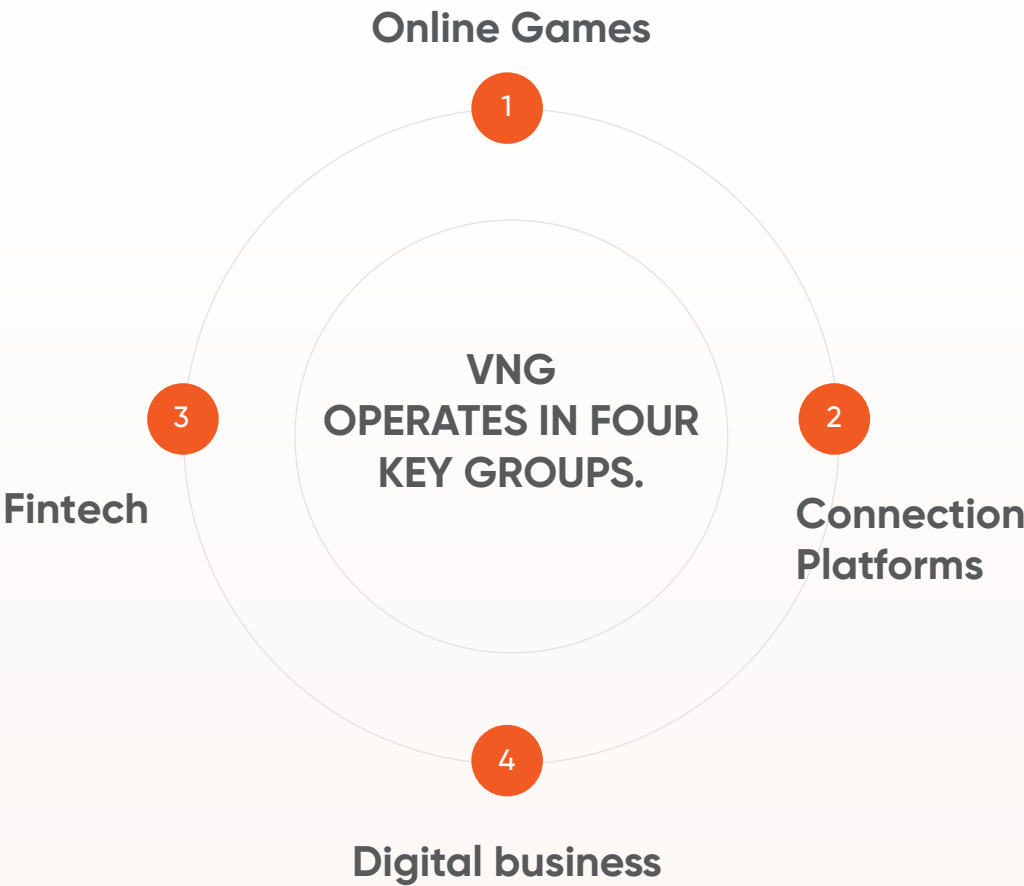 Online Games
1
VNG
OPERATES IN FOUR
KEY GROUPS.
3
2
Fintech
Connection
Platforms
4
Digital business